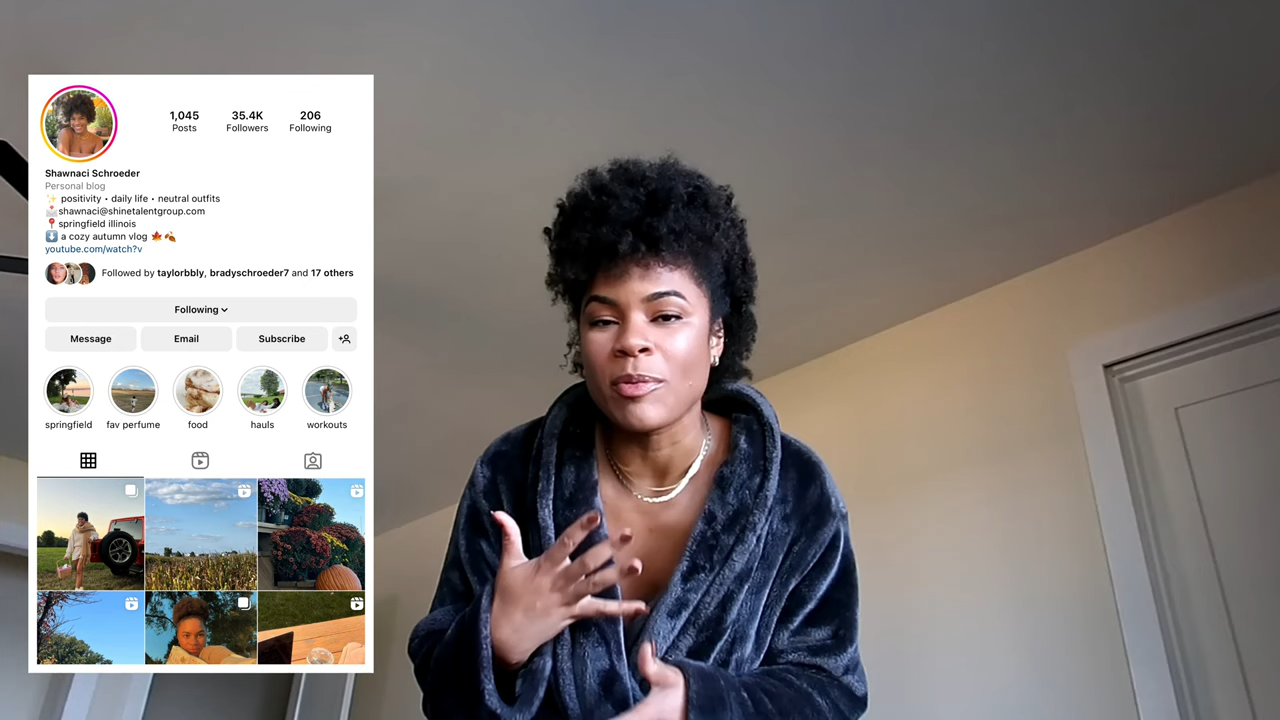 1,045 35.4K 206
Posts Followers Following
Shawnaci Schroeder
Personal blog
✨ positivity • daily life • neutral outfits
📩shawnaci@shinetalentgroup.com
📍springfield illinois
⬇️ a cozy autumn vlog 🍁🍂
youtube.com/watch?v
Followed by taylorbbly, bradyschroeder7 and 17 others
Following
Message Email Subscribe
springfield fav perfume food hauls workouts